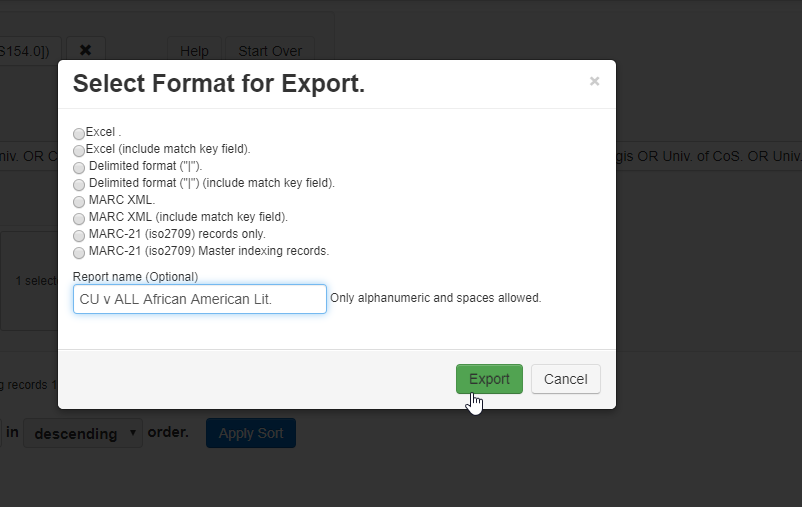 S154.0])
✖
Help
Start Over
Select Format for Export.
×
Excel .
Excel (include match key field).
Delimited format ("|").
Delimited format ("|") (include match key field).
MARC XML.
MARC XML (include match key field).
MARC-21 (iso2709) records only.
MARC-21 (iso2709) Master indexing records.
Report name (Optional)
CU v ALL African American Lit. Only alphanumeric and spaces allowed.
Export Cancel
niv. OR C
gis OR Univ. of CoS. OR Univ.
1 select
g records 1
in descending order. Apply Sort